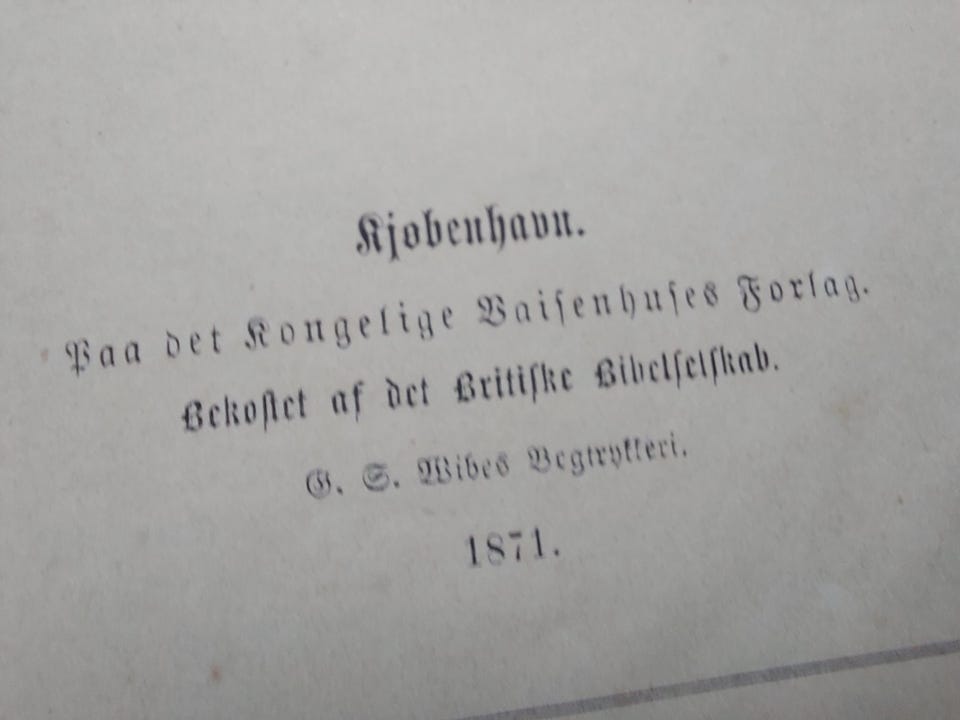 Kjøbenhavn.
Paa det Kongelige Vaisenhuses Forlag.
Bekostet af det Britiske Bibelselskab.
G. S. Wibes Bogtrykkeri.
1871.